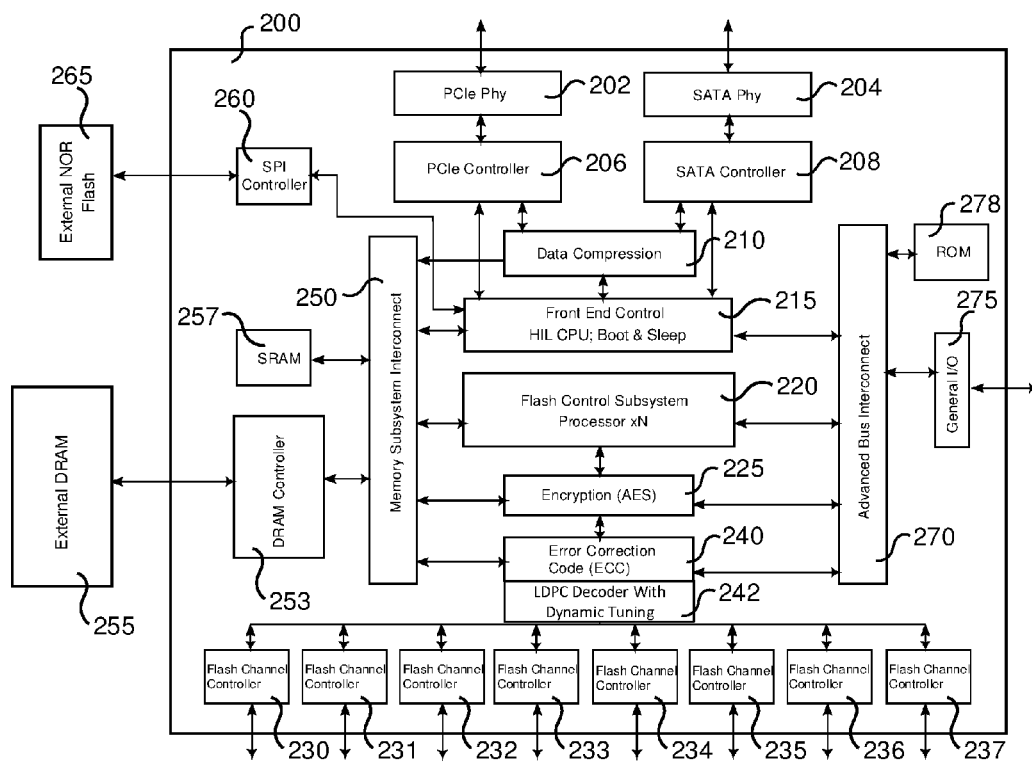 200
265
External NOR
Flash
260
SPI
Controller
PCIe Phy
202
SATA Phy
204
PCIe Controller
206
SATA Controller
208
Data Compression
210
278
ROM
250
Memory Subsystem Interconnect
Front End Control
HIL CPU; Boot & Sleep
215
257
SRAM
275
General I/O
Advanced Bus Interconnect
270
Flash Control Subsystem
Processor xN
220
External DRAM
255
DRAM Controller
253
Encryption (AES)
225
Error Correction
Code (ECC)
240
LDPC Decoder With
Dynamic Tuning
242
Flash Channel
Controller
230
Flash Channel
Controller
231
Flash Channel
Controller
232
Flash Channel
Controller
233
Flash Channel
Controller
234
Flash Channel
Controller
235
Flash Channel
Controller
236
Flash Channel
Controller
237